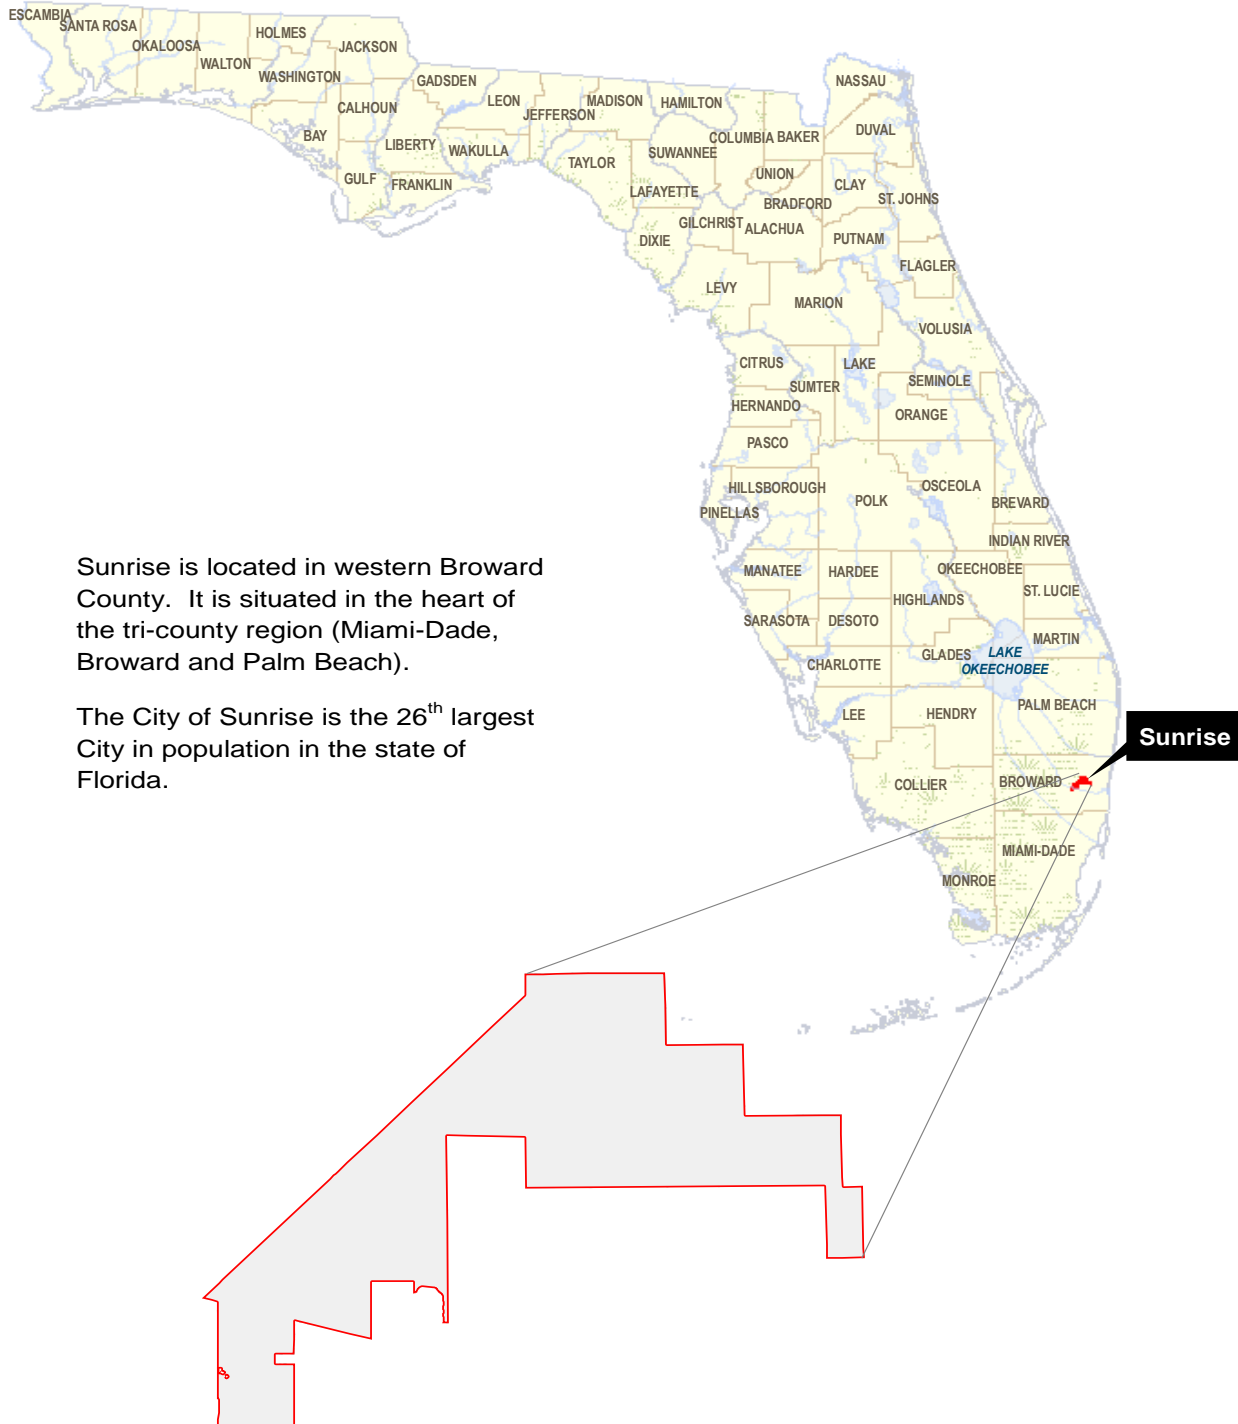 ESCAMBIA
SANTA ROSA
OKALOOSA
WALTON
HOLMES
WASHINGTON
JACKSON
CALHOUN
BAY
GULF
GADSDEN
LIBERTY
FRANKLIN
LEON
WAKULLA
JEFFERSON
MADISON
TAYLOR
HAMILTON
SUWANNEE
LAFAYETTE
DIXIE
COLUMBIA
BAKER
NASSAU
DUVAL
UNION
BRADFORD
CLAY
ST. JOHNS
GILCHRIST
ALACHUA
PUTNAM
FLAGLER
LEVY
MARION
VOLUSIA
CITRUS
SUMTER
LAKE
SEMINOLE
HERNANDO
ORANGE
PASCO
HILLSBOROUGH
PINELLAS
POLK
OSCEOLA
BREVARD
INDIAN RIVER
MANATEE
HARDEE
OKEECHOBEE
HIGHLANDS
ST. LUCIE
SARASOTA
DESOTO
MARTIN
CHARLOTTE
GLADES
LAKE
OKEECHOBEE
LEE
HENDRY
PALM BEACH
COLLIER
BROWARD
MIAMI-DADE
MONROE
Sunrise
Sunrise is located in western Broward
County.  It is situated in the heart of
the tri-county region (Miami-Dade,
Broward and Palm Beach).
The City of Sunrise is the 26th largest
City in population in the state of
Florida.